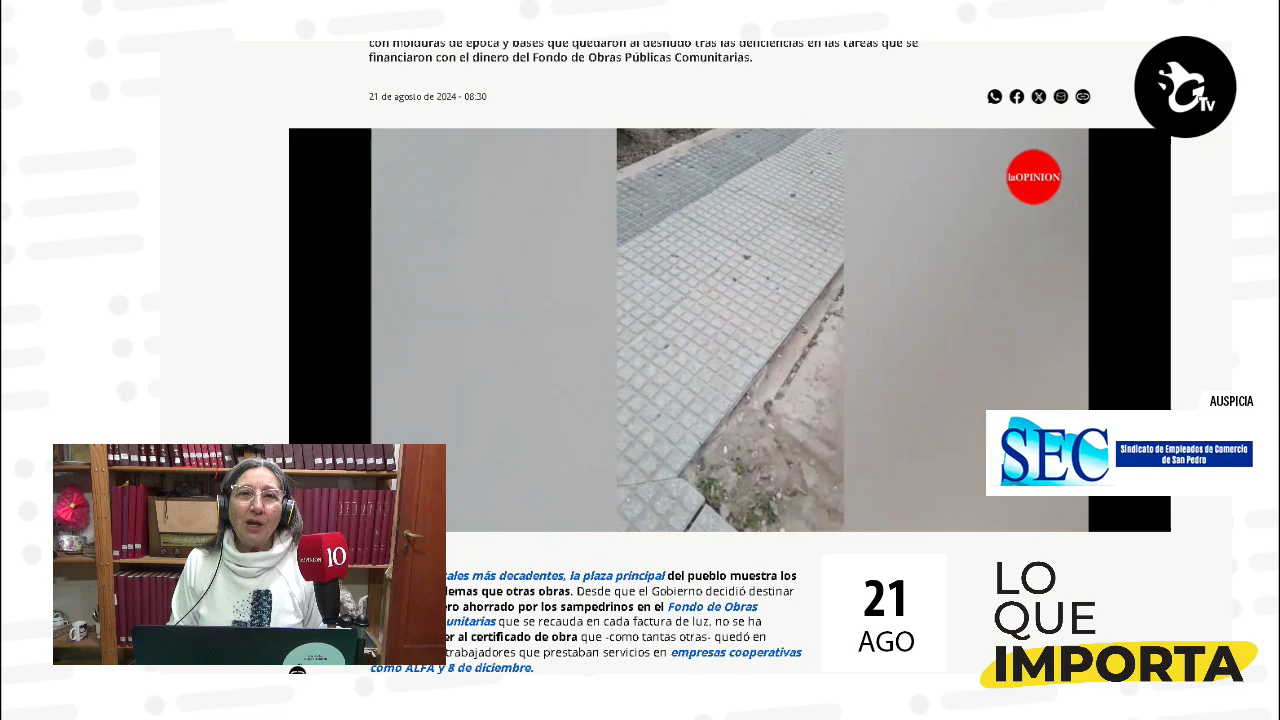 con molduras de época y bases que quedaron al desnudo tras las deficiencias en las tareas que se
financiaron con el dinero del Fondo de Obras Públicas Comunitarias.
21 de agosto de 2024 - 08:30
GTV
laOPINION
AUSPICIA
SEC
Sindicato de Empleados de Comercio
de San Pedro
LAOPINION 10
ales más decadentes, la plaza principal del pueblo muestra los
lemas que otras obras. Desde que el Gobierno decidió destinar
ero ahorrado por los sampedrinos en el Fondo de Obras
unitarias que se recauda en cada factura de luz, no se ha
er al certificado de obra que -como tantas otras- quedó en
trabajadores que prestaban servicios en empresas cooperativas
como ALFA y 8 de diciembre.
21
AGO
LO
QUE
IMPORTA